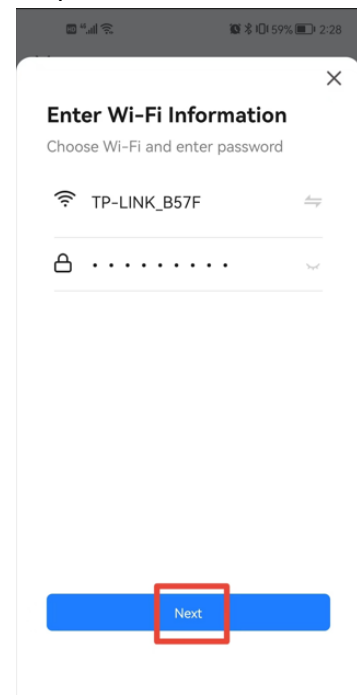 59% 2:28
Enter Wi-Fi Information
Choose Wi-Fi and enter password
TP-LINK_B57F
• • • • • • • • •
Next